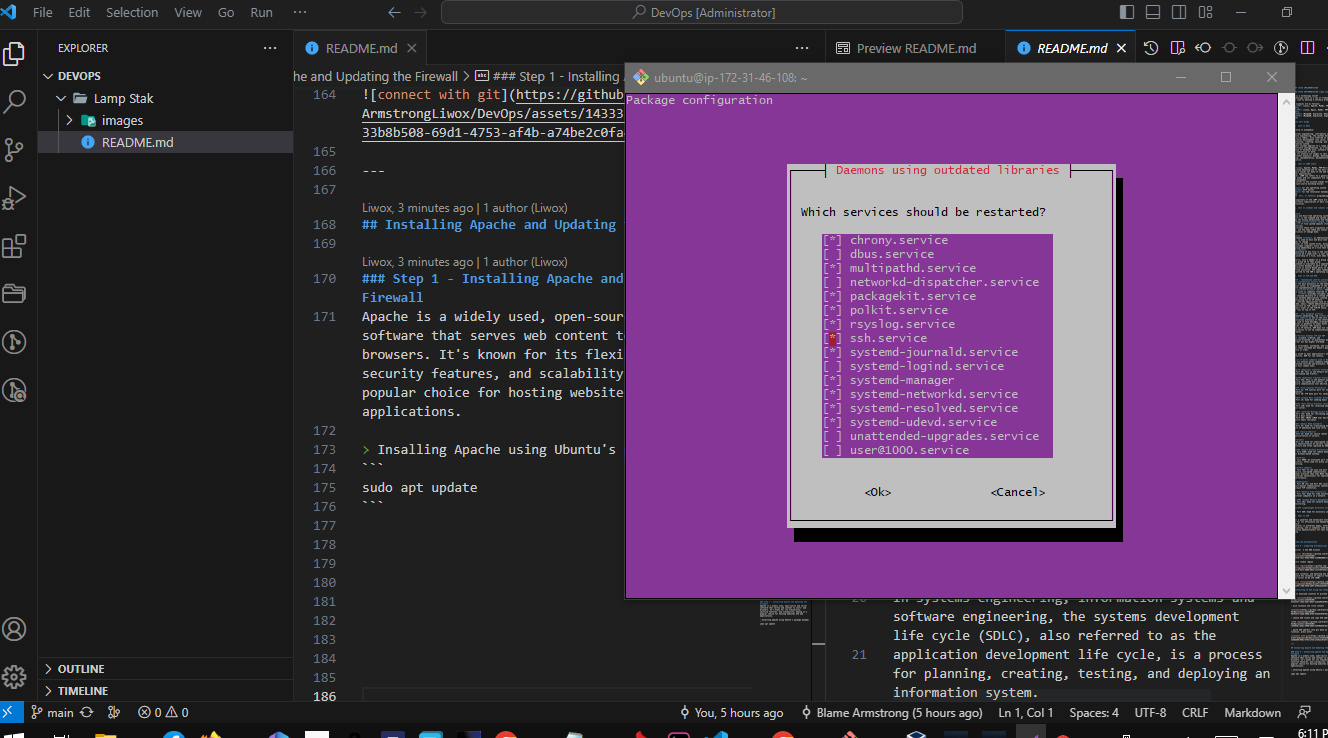 File Edit Selection View Go Run ··· DevOps [Administrator]
EXPLORER ···
DEVOPS
Lamp Stak
images
README.md
OUTLINE
TIMELINE
README.md ···
he and Updating the Firewall > ### Step 1 - Installing
164 ![connect with git](https://github
ArmstrongLiwox/DevOps/assets/14333
33b8b508-69d1-4753-af4b-a74be2c0fa
165
166 ---
167
Liwox, 3 minutes ago | 1 author (Liwox)
168 ## Installing Apache and Updating
169
Liwox, 3 minutes ago | 1 author (Liwox)
170 ### Step 1 - Installing Apache and
Firewall
171 Apache is a widely used, open-sour
software that serves web content t
browsers. It's known for its flexi
security features, and scalability
popular choice for hosting website
applications.
172
173 > Insalling Apache using Ubuntu's
174 ```
175 sudo apt update
176 ```
177
178
179
180
181
182
183
184
185
186
Preview README.md README.md
ubuntu@ip-172-31-46-108: ~
Package configuration
Daemons using outdated libraries
Which services should be restarted?
[*] chrony.service
[ ] dbus.service
[*] multipathd.service
[ ] networkd-dispatcher.service
[*] packagekit.service
[*] polkit.service
[*] rsyslog.service
[*] ssh.service
[*] systemd-journald.service
[ ] systemd-logind.service
[*] systemd-manager
[*] systemd-networkd.service
[*] systemd-resolved.service
[*] systemd-udevd.service
[ ] unattended-upgrades.service
[ ] user@1000.service
<Ok> <Cancel>
In systems engineering, information systems and
software engineering, the systems development
life cycle (SDLC), also referred to as the
21 application development life cycle, is a process
for planning, creating, testing, and deploying an
information system.
main 0 0 You, 5 hours ago Blame Armstrong (5 hours ago) Ln 1, Col 1 Spaces: 4 UTF-8 CRLF Markdown
6:11 P